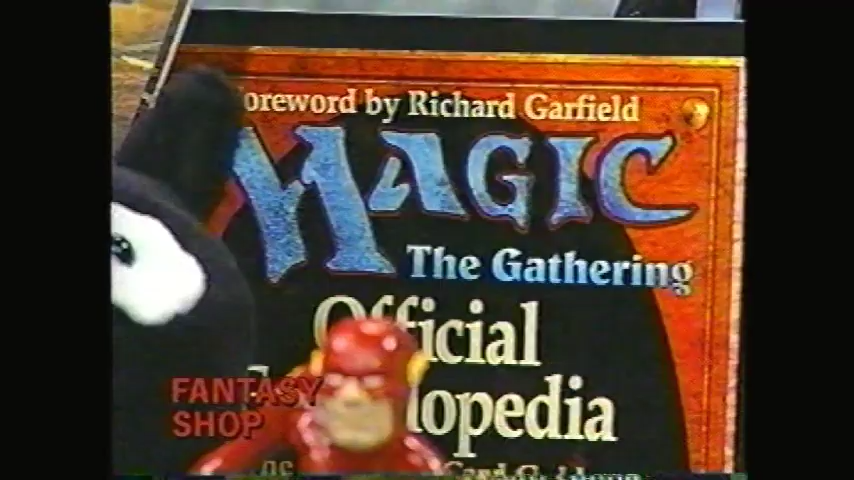 oreword by Richard Garfield
MAGIC
The Gathering
Official
lopedia
FANTASY
SHOP